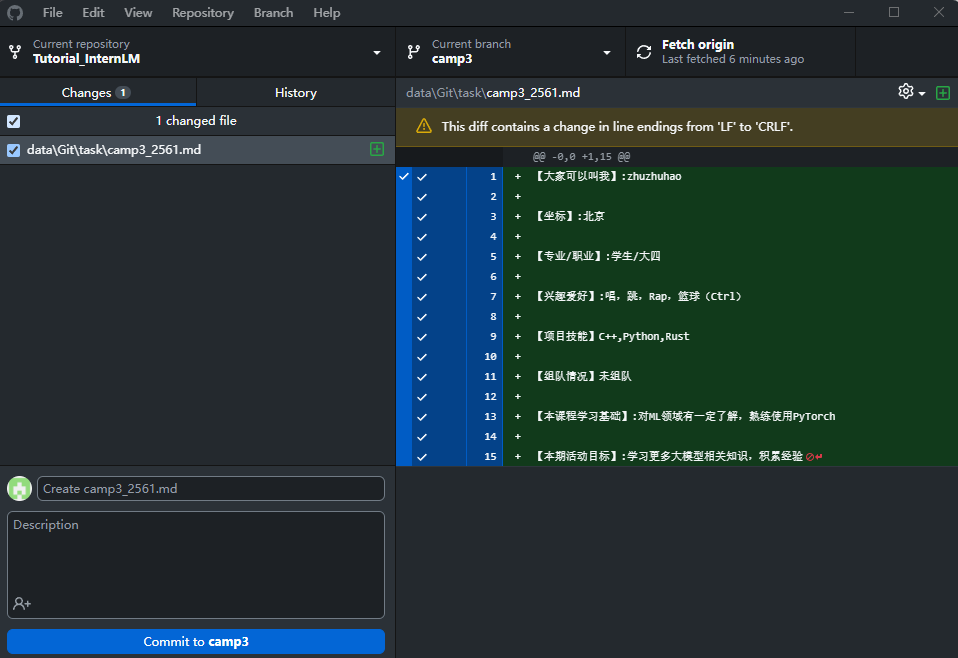 File Edit View Repository Branch Help
Current repository
Tutorial_InternLM
Current branch
camp3
Fetch origin
Last fetched 6 minutes ago
Changes 1 History
data\Git\task\camp3_2561.md
1 changed file
This diff contains a change in line endings from 'LF' to 'CRLF'.
data\Git\task\camp3_2561.md
@@ -0,0 +1,15 @@
1 + 【大家可以叫我】:zhuzhuhao
2 +
3 + 【坐标】:北京
4 +
5 + 【专业/职业】:学生/大四
6 +
7 + 【兴趣爱好】:唱，跳，Rap，篮球（Ctrl）
8 +
9 + 【项目技能】C++,Python,Rust
10 +
11 + 【组队情况】未组队
12 +
13 + 【本课程学习基础】:对ML领域有一定了解，熟练使用PyTorch
14 +
15 + 【本期活动目标】:学习更多大模型相关知识，积累经验
Create camp3_2561.md
Description
Commit to camp3